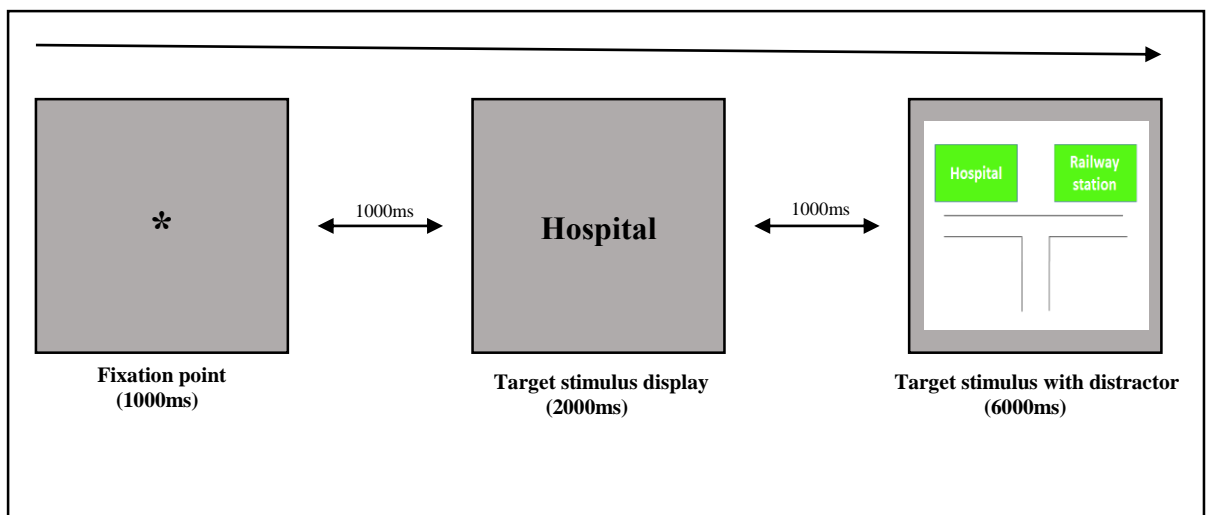 *
1000ms
Hospital
1000ms
Hospital
Railway
station
Fixation point
(1000ms)
Target stimulus display
(2000ms)
Target stimulus with distractor
(6000ms)